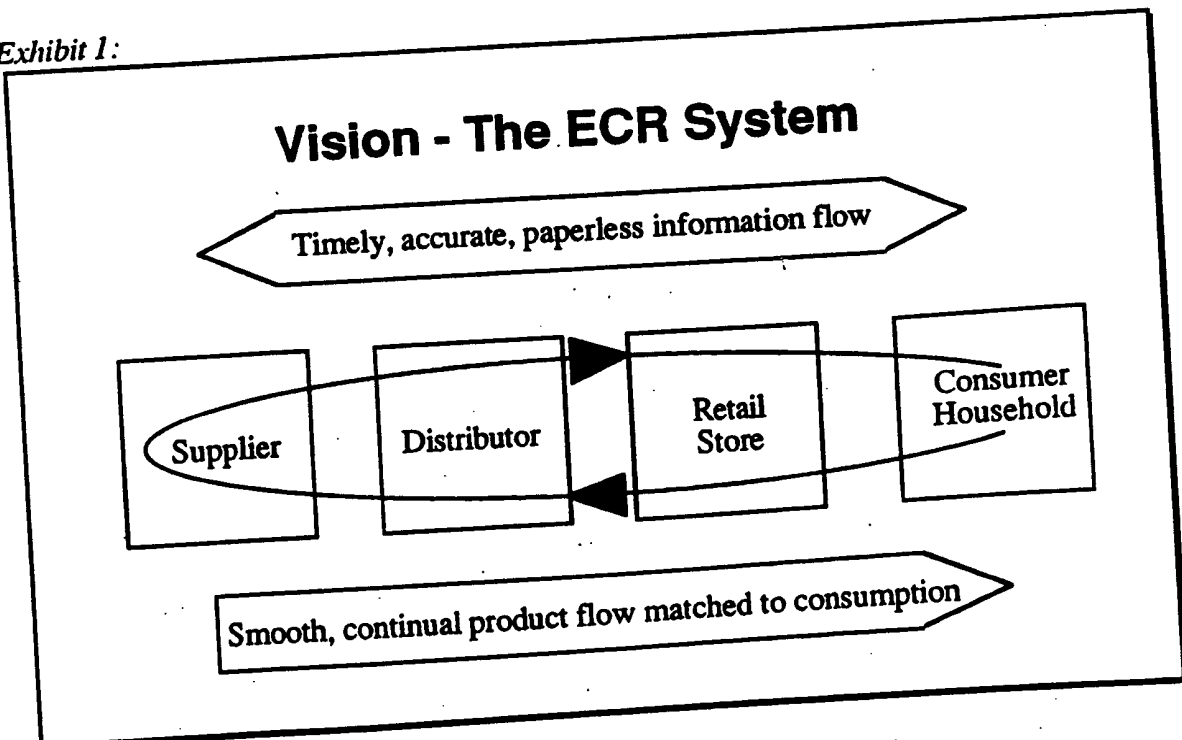 Exhibit 1:
Vision - The ECR System
Timely, accurate, paperless information flow
Supplier
Distributor
Retail
Store
Consumer
Household
Smooth, continual product flow matched to consumption